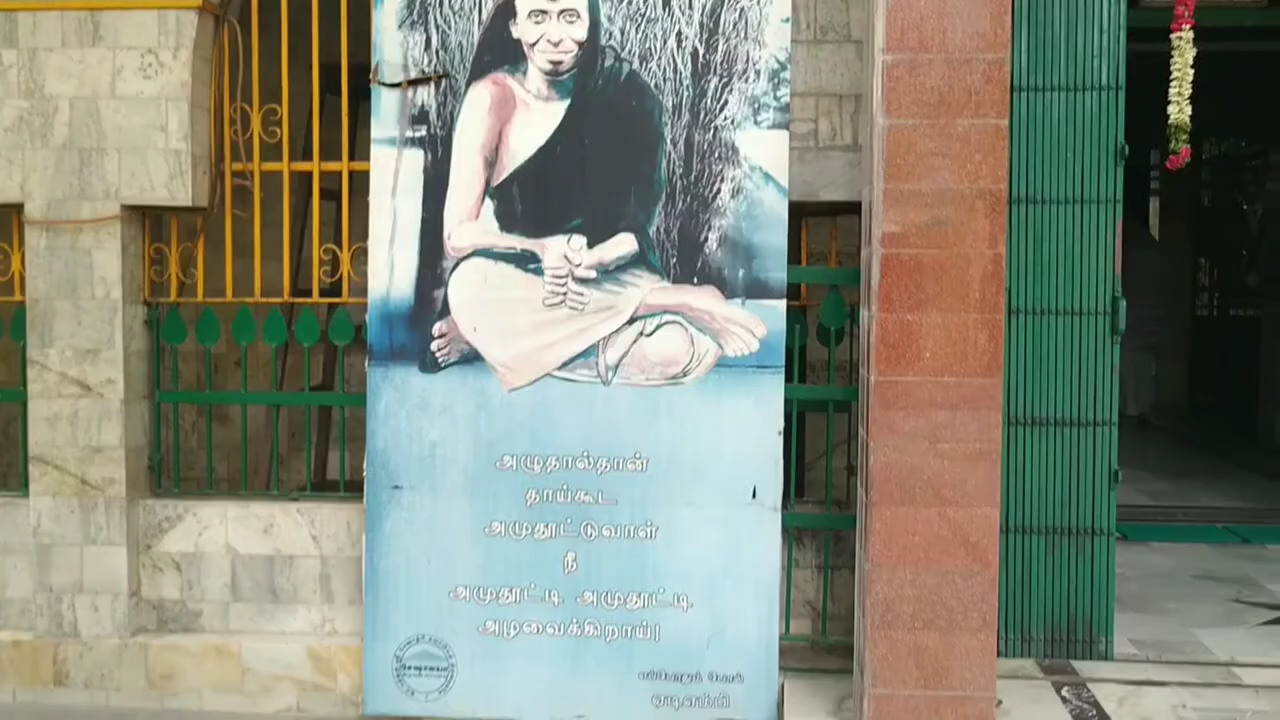 அழுதால்தான்
தாய்கூட
அமுதூட்டுவாள்
நீ
அமுதூட்டி அமுதூட்டி
அழவைக்கிறாய்!